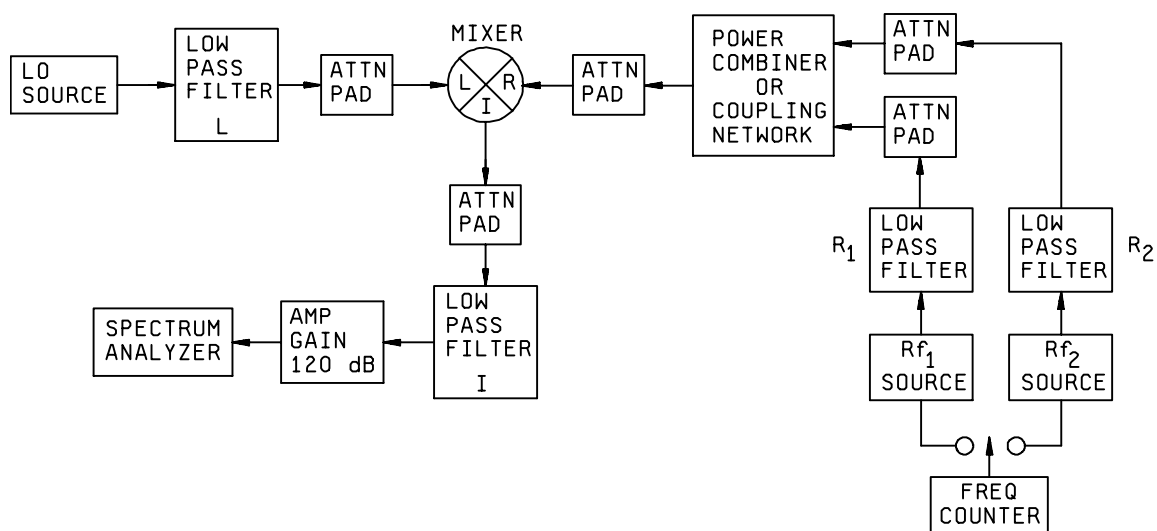 LO
SOURCE
LOW
PASS
FILTER
L
ATTN
PAD
MIXER
L
R
I
ATTN
PAD
POWER
COMBINER
OR
COUPLING
NETWORK
ATTN
PAD
ATTN
PAD
ATTN
PAD
R1
LOW
PASS
FILTER
LOW
PASS
FILTER
R2
SPECTRUM
ANALYZER
AMP
GAIN
120 dB
LOW
PASS
FILTER
I
Rf1
SOURCE
Rf2
SOURCE
FREQ
COUNTER